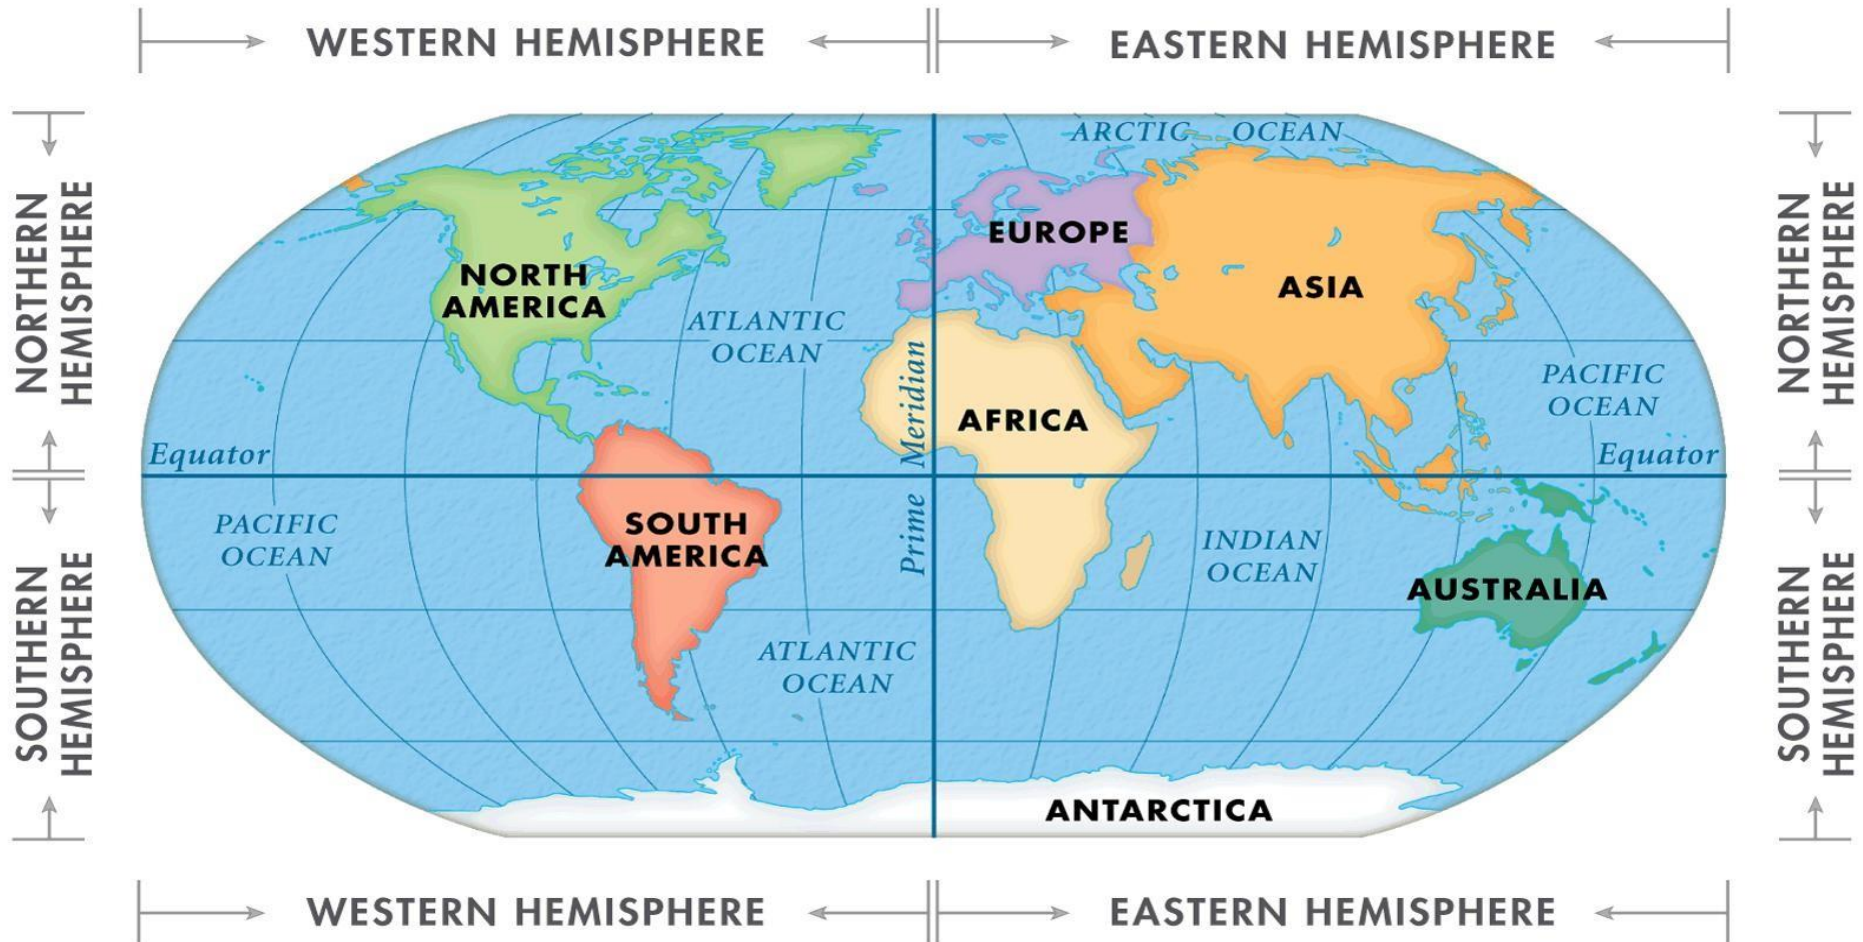 WESTERN HEMISPHERE
EASTERN HEMISPHERE
NORTHERN
HEMISPHERE
SOUTHERN
HEMISPHERE
ARCTIC OCEAN
NORTH
AMERICA
EUROPE
ASIA
ATLANTIC
OCEAN
AFRICA
PACIFIC
OCEAN
Equator
Prime Meridian
Equator
PACIFIC
OCEAN
SOUTH
AMERICA
INDIAN
OCEAN
AUSTRALIA
ATLANTIC
OCEAN
ANTARCTICA
NORTHERN
HEMISPHERE
SOUTHERN
HEMISPHERE
WESTERN HEMISPHERE
EASTERN HEMISPHERE